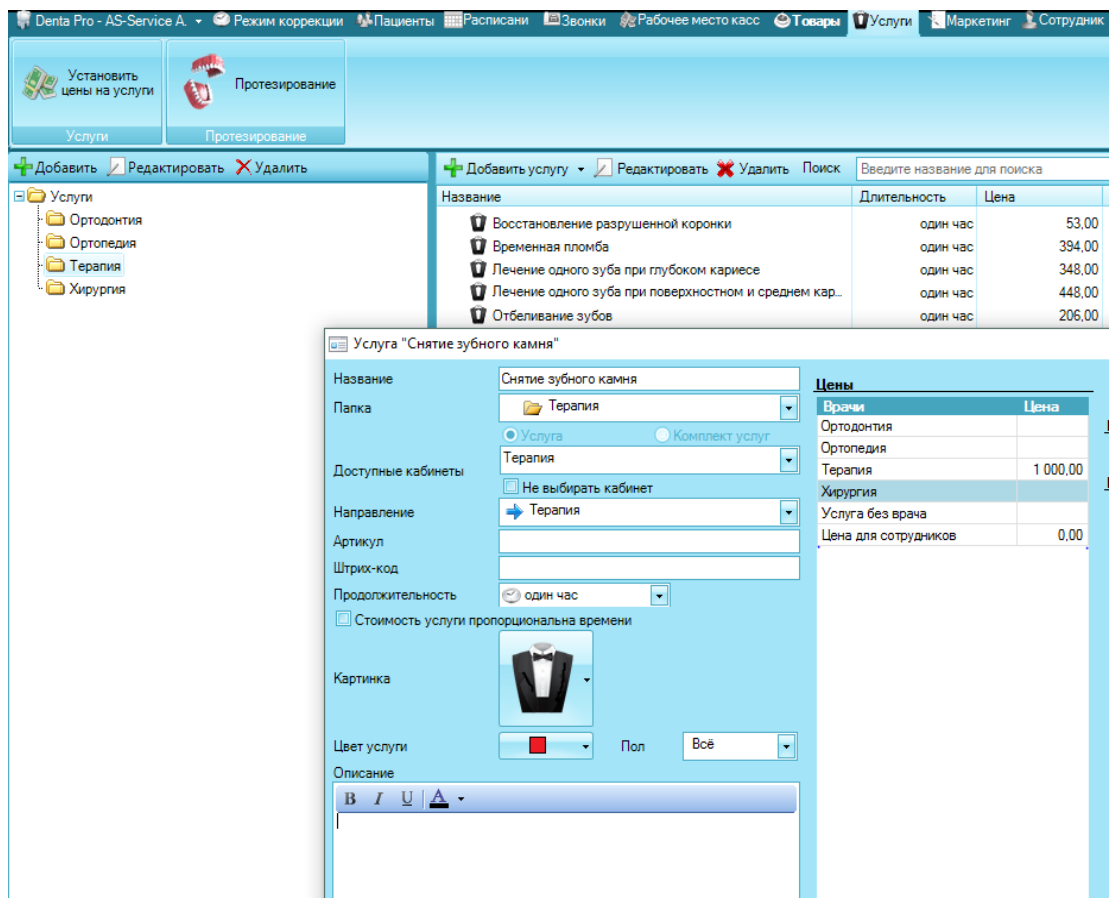 Denta Pro - AS-Service A. Режим коррекции Пациенты Расписани Звонки Рабочее место касс Товары Услуги Маркетинг Сотрудник
Установить
цены на услуги
Протезирование
Услуги
Протезирование
Добавить Редактировать Удалить
Услуги
Ортодонтия
Ортопедия
Терапия
Хирургия
Добавить услугу Редактировать Удалить Поиск Введите название для поиска
Название Длительность Цена
Восстановление разрушенной коронки один час 53,00
Временная пломба один час 394,00
Лечение одного зуба при глубоком кариесе один час 348,00
Лечение одного зуба при поверхностном и среднем кар... один час 448,00
Отбеливание зубов один час 206,00
Услуга "Снятие зубного камня"
Название Снятие зубного камня
Папка Терапия
Услуга Комплект услуг
Доступные кабинеты Терапия
Не выбирать кабинет
Направление Терапия
Артикул
Штрих-код
Продолжительность один час
Стоимость услуги пропорциональна времени
Картинка
Цвет услуги Пол Всё
Описание
B I U A
Цены
Врачи Цена
Ортодонтия
Ортопедия
Терапия 1 000,00
Хирургия
Услуга без врача
Цена для сотрудников 0,00